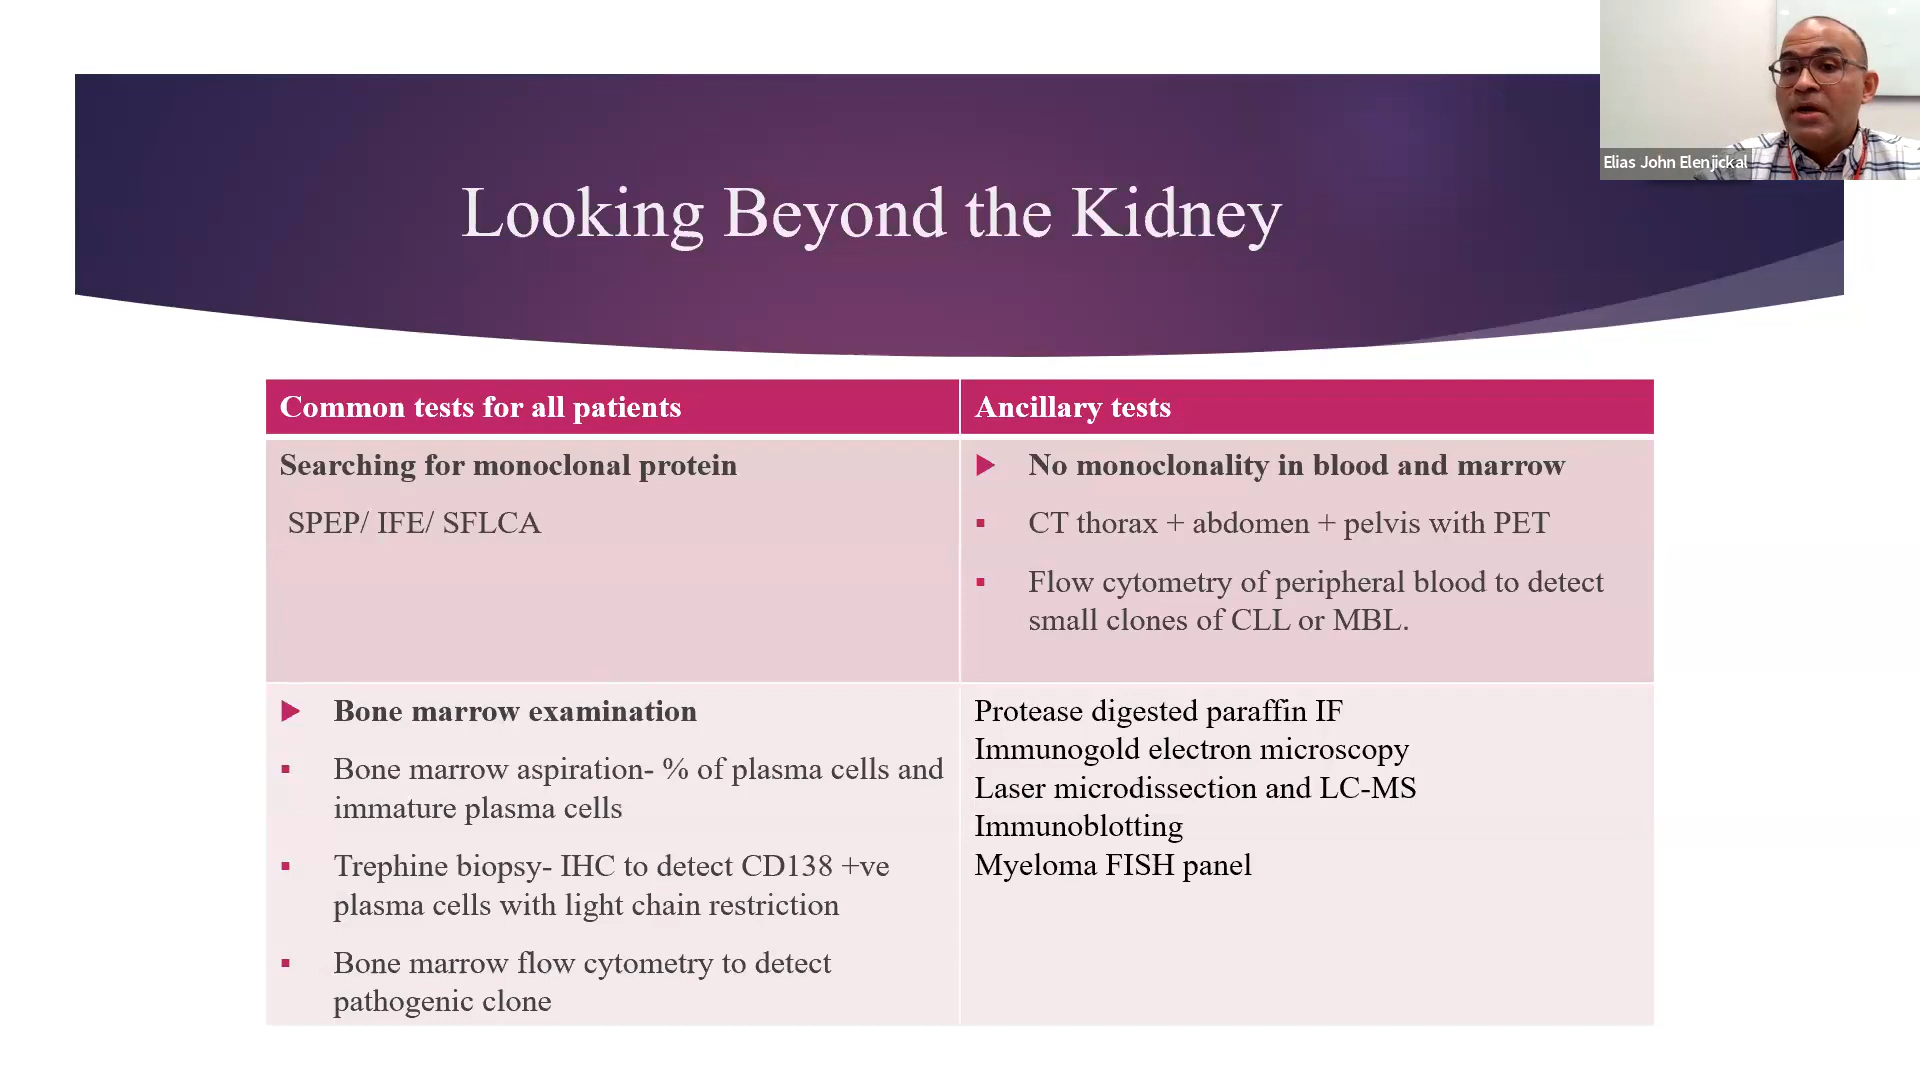 Elias John Elenjickal
Looking Beyond the Kidney
Common tests for all patients
Ancillary tests
Searching for monoclonal protein
SPEP/ IFE/ SFLCA
No monoclonality in blood and marrow
CT thorax + abdomen + pelvis with PET
Flow cytometry of peripheral blood to detect
small clones of CLL or MBL.
Bone marrow examination
Bone marrow aspiration- % of plasma cells and
immature plasma cells
Trephine biopsy- IHC to detect CD138 +ve
plasma cells with light chain restriction
Bone marrow flow cytometry to detect
pathogenic clone
Protease digested paraffin IF
Immunogold electron microscopy
Laser microdissection and LC-MS
Immunoblotting
Myeloma FISH panel